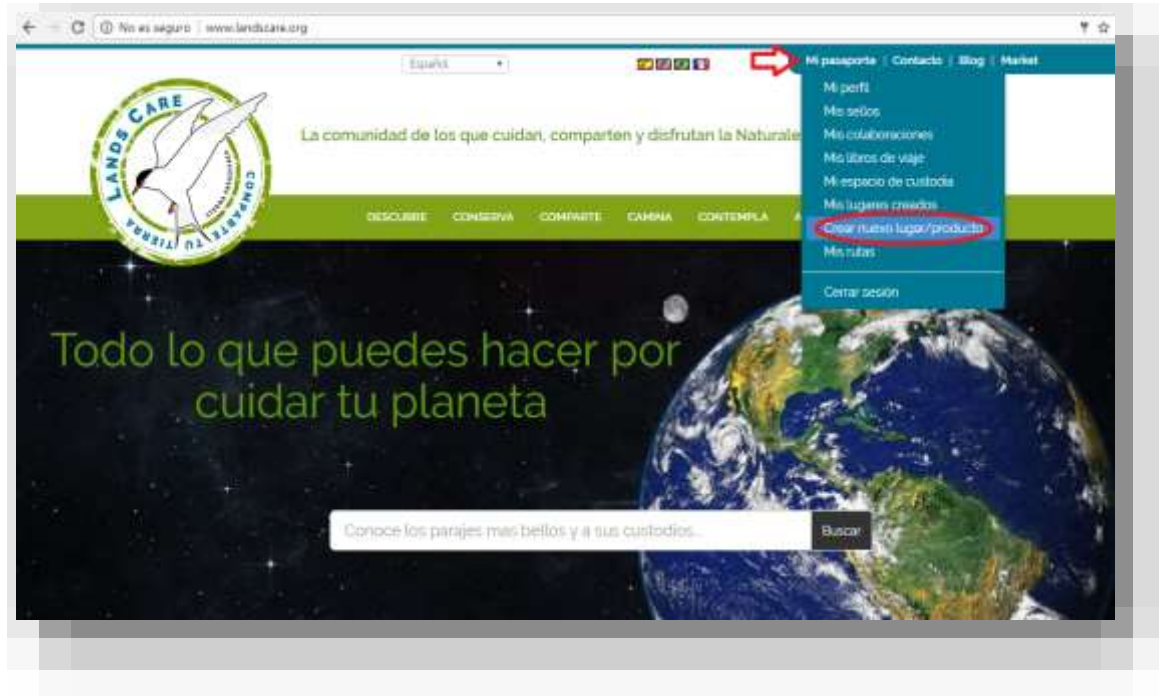 No es seguro | www.landscare.org
Español
Mi pasaporte | Contacto | Blog | Market
Mi perfil
Mis sellos
Mis colaboraciones
Mis libros de viaje
Mi espacio de custodia
Mis lugares creados
Crear nuevo lugar/producto
Mis rutas
Cerrar sesión
LANDS CARE
COMPARTE TU TIERRA
La comunidad de los que cuidan, comparten y disfrutan la Naturale
DESCUBRE CONSERVA COMPARTE CAMINA CONTEMPLA A
Todo lo que puedes hacer por
cuidar tu planeta
Conoce los parajes mas bellos y a sus custodios...
Buscar